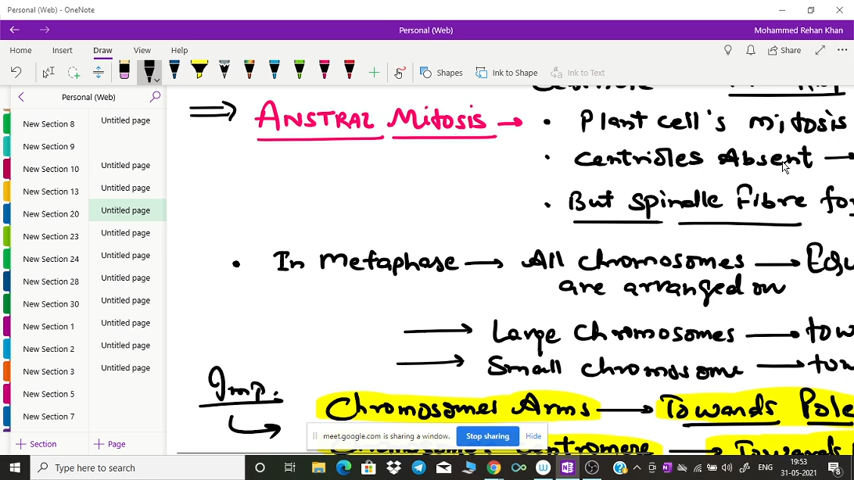 Personal (Web) - OneNote
Personal (Web)
Mohammed Rehan Khan
Home Insert Draw View Help
Share
Shapes
Ink to Shape
Ink to Text
Personal (Web)
New Section 8
New Section 9
New Section 10
New Section 13
New Section 20
New Section 23
New Section 24
New Section 28
New Section 30
New Section 1
New Section 2
New Section 3
New Section 5
New Section 7
+ Section
Untitled page
Untitled page
Untitled page
Untitled page
Untitled page
Untitled page
Untitled page
Untitled page
Untitled page
Untitled page
Untitled page
+ Page
⇒ ANSTRAL Mitosis →
• Plant cell's mitosis
• Centrioles Absent →
• But spindle Fibre
• In Metaphase → All chromosomes →
are arranged on
→ Large Chromosomes →
→ Small Chromosome →
Imp.
Chromosomes Arms → Towards Pole
meet.google.com is sharing a window. Stop sharing Hide
Type here to search
ENG
19:53
31-05-2021
8